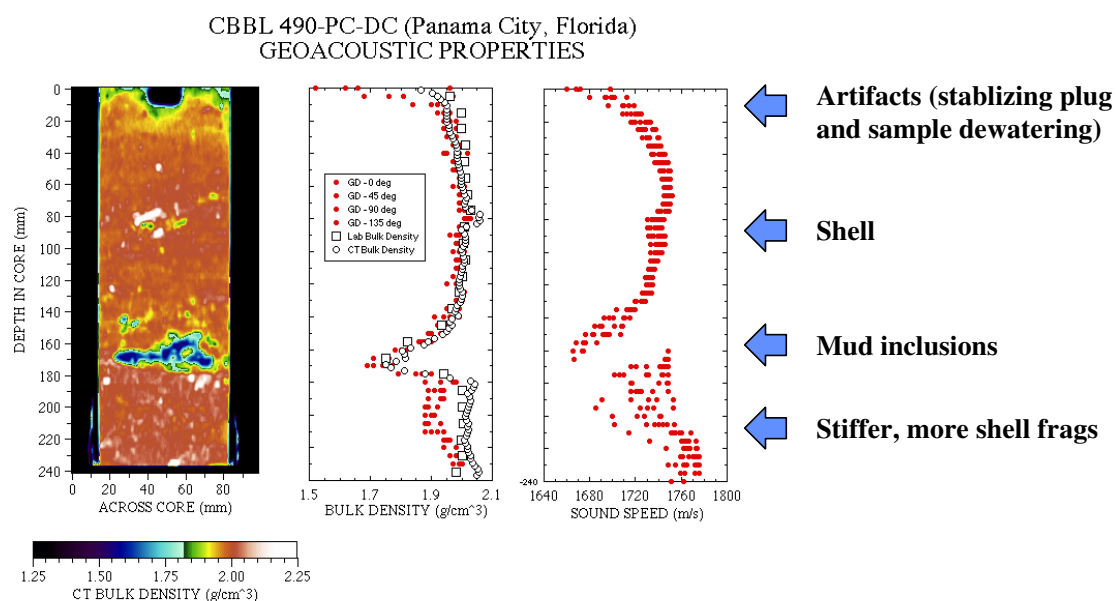 CBBL 490-PC-DC (Panama City, Florida)
GEOACOUSTIC PROPERTIES
DEPTH IN CORE (mm)
0
20
40
60
80
100
120
140
160
180
200
220
240
0 20 40 60 80
ACROSS CORE (mm)
GD - 0 deg
GD - 45 deg
GD - 90 deg
GD - 135 deg
Lab Bulk Density
CT Bulk Density
1.5 1.7 1.9 2.1
BULK DENSITY (g/cm^3)
-240
1640 1680 1720 1760 1800
SOUND SPEED (m/s)
Artifacts (stablizing plug
and sample dewatering)
Shell
Mud inclusions
Stiffer, more shell frags
1.25 1.50 1.75 2.00 2.25
CT BULK DENSITY (g/cm^3)